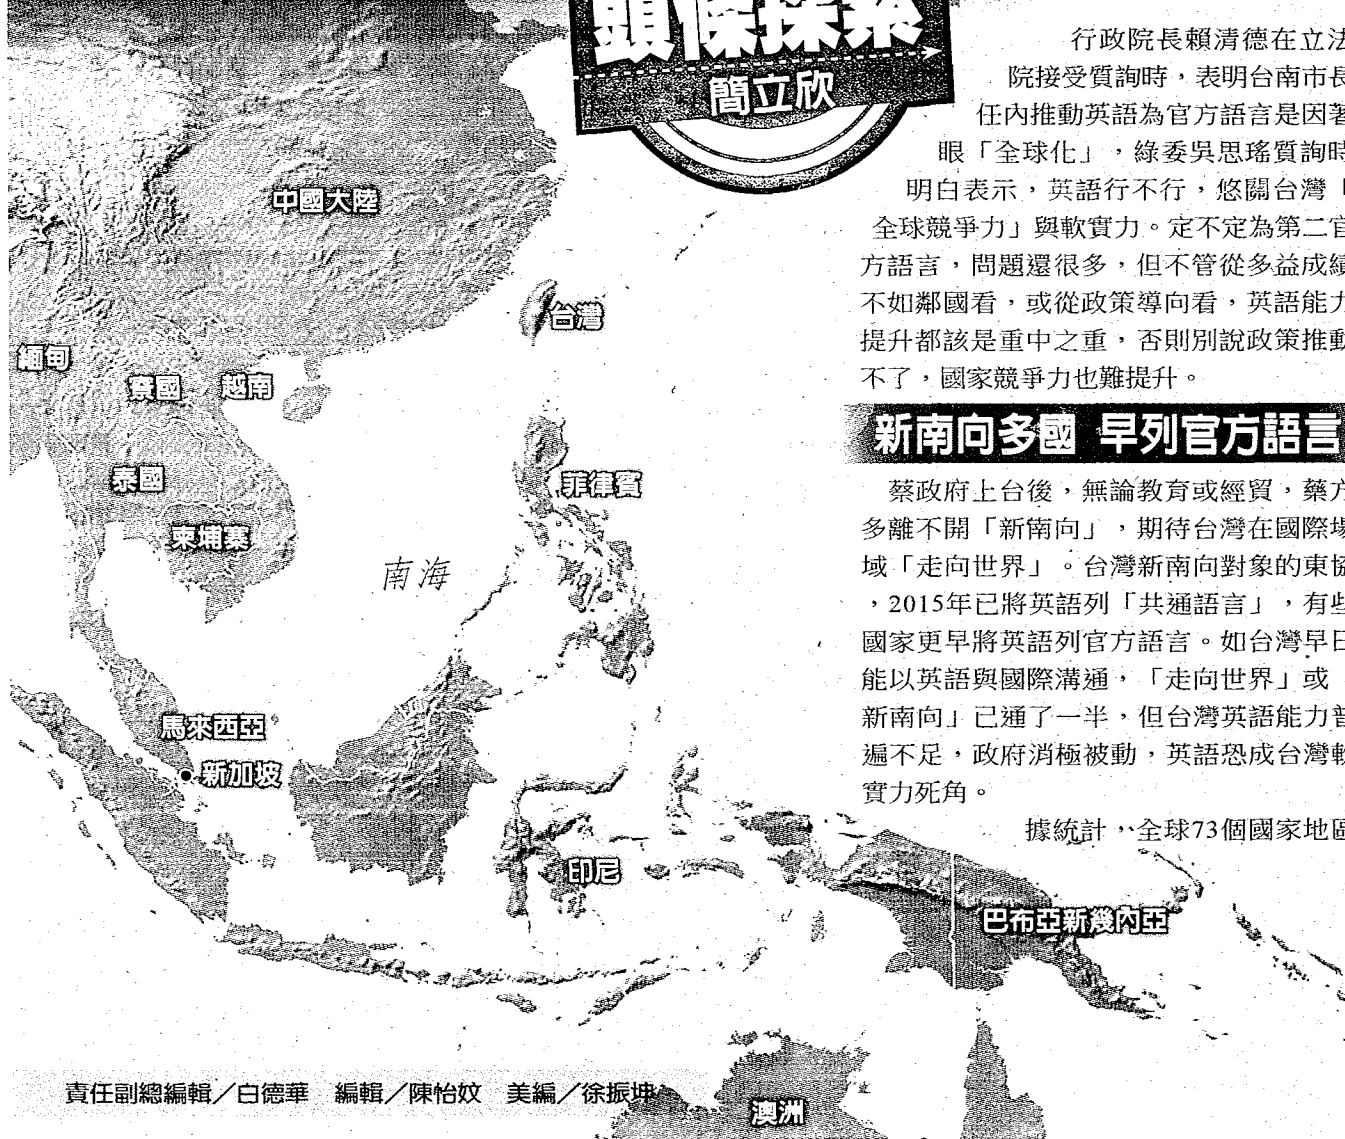 頭條探索
簡立欣
行政院長賴清德在立法
院接受質詢時，表明台南市長
任內推動英語為官方語言是因著
眼「全球化」，綠委吳思瑤質詢時
明白表示，英語行不行，悠關台灣「
全球競爭力」與軟實力。定不定為第二官
方語言，問題還很多，但不管從多益成績
不如鄰國看，或從政策導向看，英語能力
提升都該是重中之重，否則別說政策推動
不了，國家競爭力也難提升。
新南向多國 早列官方語言
蔡政府上台後，無論教育或經貿，藥方
多離不開「新南向」，期待台灣在國際場
域「走向世界」。台灣新南向對象的東協
，2015年已將英語列「共通語言」，有些
國家更早將英語列官方語言。如台灣早日
能以英語與國際溝通，「走向世界」或「
新南向」已通了一半，但台灣英語能力普
遍不足，政府消極被動，英語恐成台灣軟
實力死角。
據統計，全球73個國家地區
中國大陸
台灣
緬甸
寮國
越南
泰國
菲律賓
柬埔寨
南海
馬來西亞
新加坡
印尼
巴布亞新幾內亞
澳洲
責任副總編輯／白德華 編輯／陳怡妏 美編／徐振坤